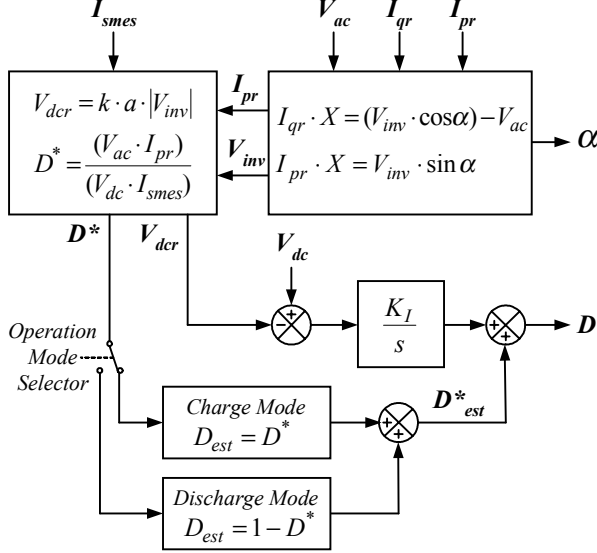 I_smes
V_ac I_qr I_pr
V_dcr = k · a · |V_inv|
D* = (V_ac · I_pr) / (V_dc · I_smes)
I_pr
V_inv
I_qr · X = (V_inv · cosα) − V_ac
I_pr · X = V_inv · sin α
α
D*
V_dcr
V_dc
+
−
K_I / s
+
+
D
Operation
Mode
Selector
Charge Mode
D_est = D*
+
+
D*_est
Discharge Mode
D_est = 1 − D*